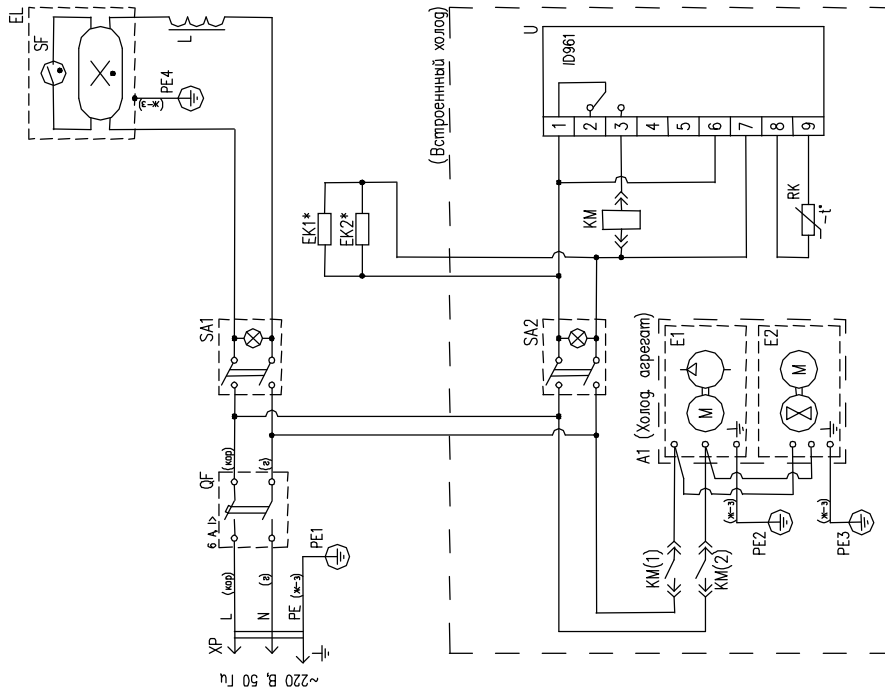 EL
SF
L
PE4
(з-ж)
(Встроеннный холод)
U
ID961
1
2
3
4
5
6
7
8
9
EK1*
EK2*
KM
RK
-t°
SA1
SA2
A1 (Холод. агрегат)
E1
M
E2
M
QF
6 A I>
(кор)
(г)
(кор)
(г)
(ж-з)
L
N
PE
PE1
XP
~220 В, 50 Гц
KM(1)
KM(2)
(ж-з)
PE2
(ж-з)
PE3